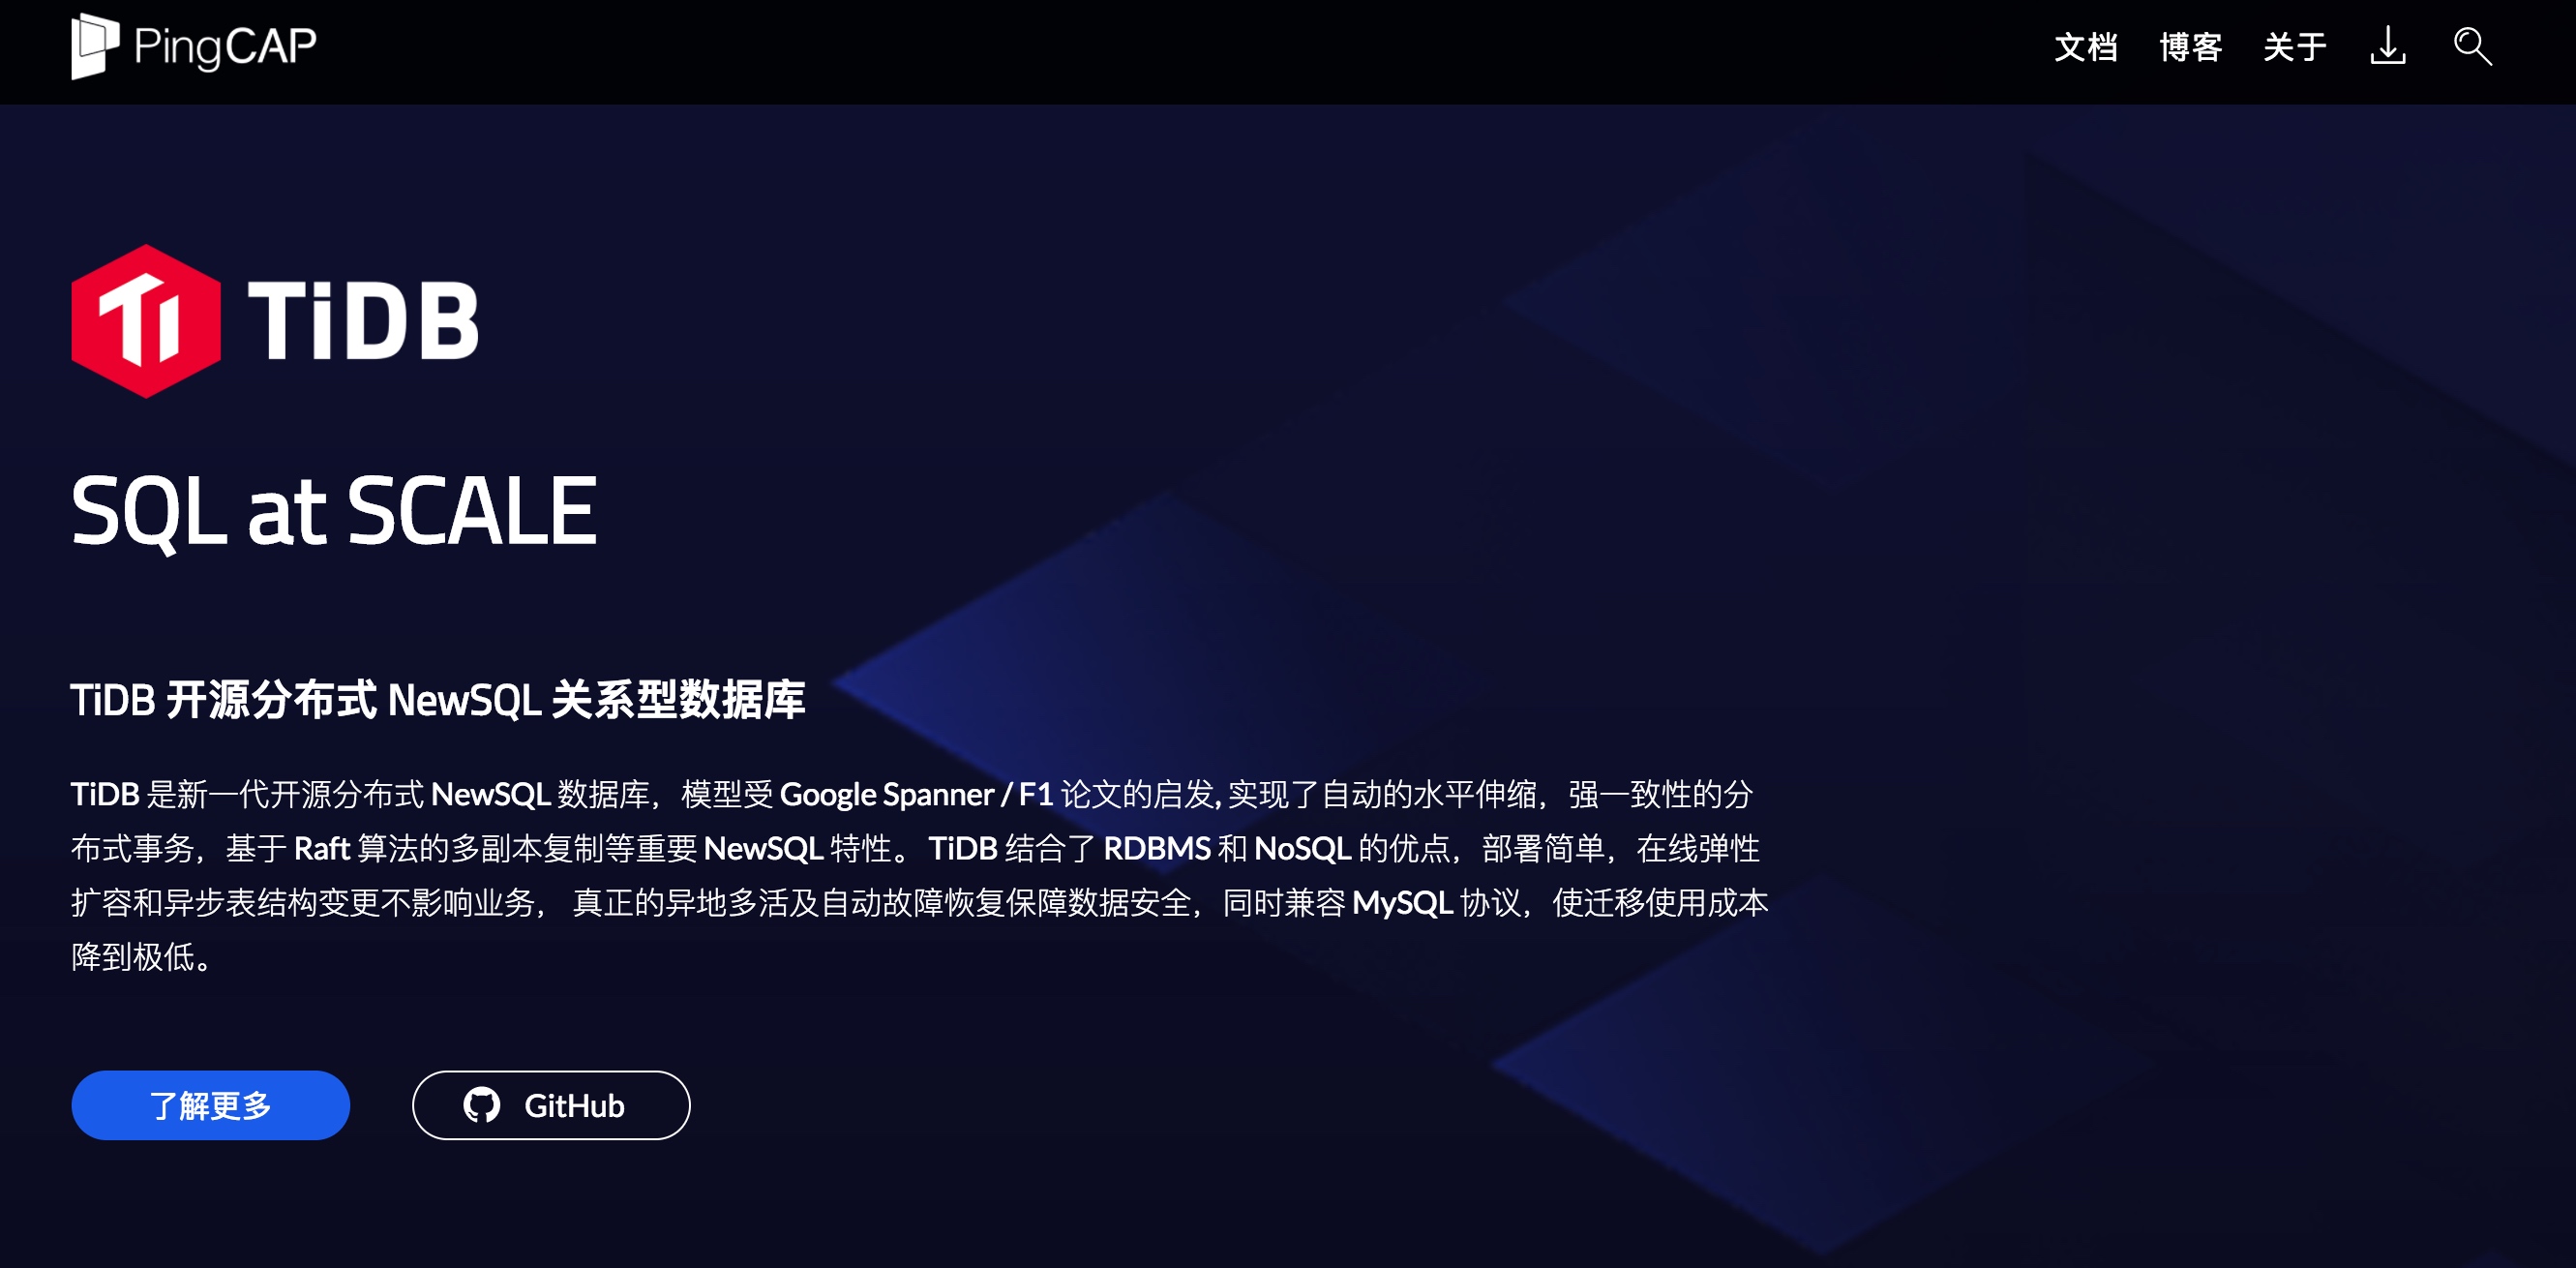 PingCAP
文档 博客 关于
TiDB
SQL at SCALE
TiDB 开源分布式 NewSQL 关系型数据库
TiDB 是新一代开源分布式 NewSQL 数据库，模型受 Google Spanner / F1 论文的启发, 实现了自动的水平伸缩，强一致性的分
布式事务，基于 Raft 算法的多副本复制等重要 NewSQL 特性。 TiDB 结合了 RDBMS 和 NoSQL 的优点，部署简单，在线弹性
扩容和异步表结构变更不影响业务， 真正的异地多活及自动故障恢复保障数据安全，同时兼容 MySQL 协议，使迁移使用成本
降到极低。
了解更多 GitHub